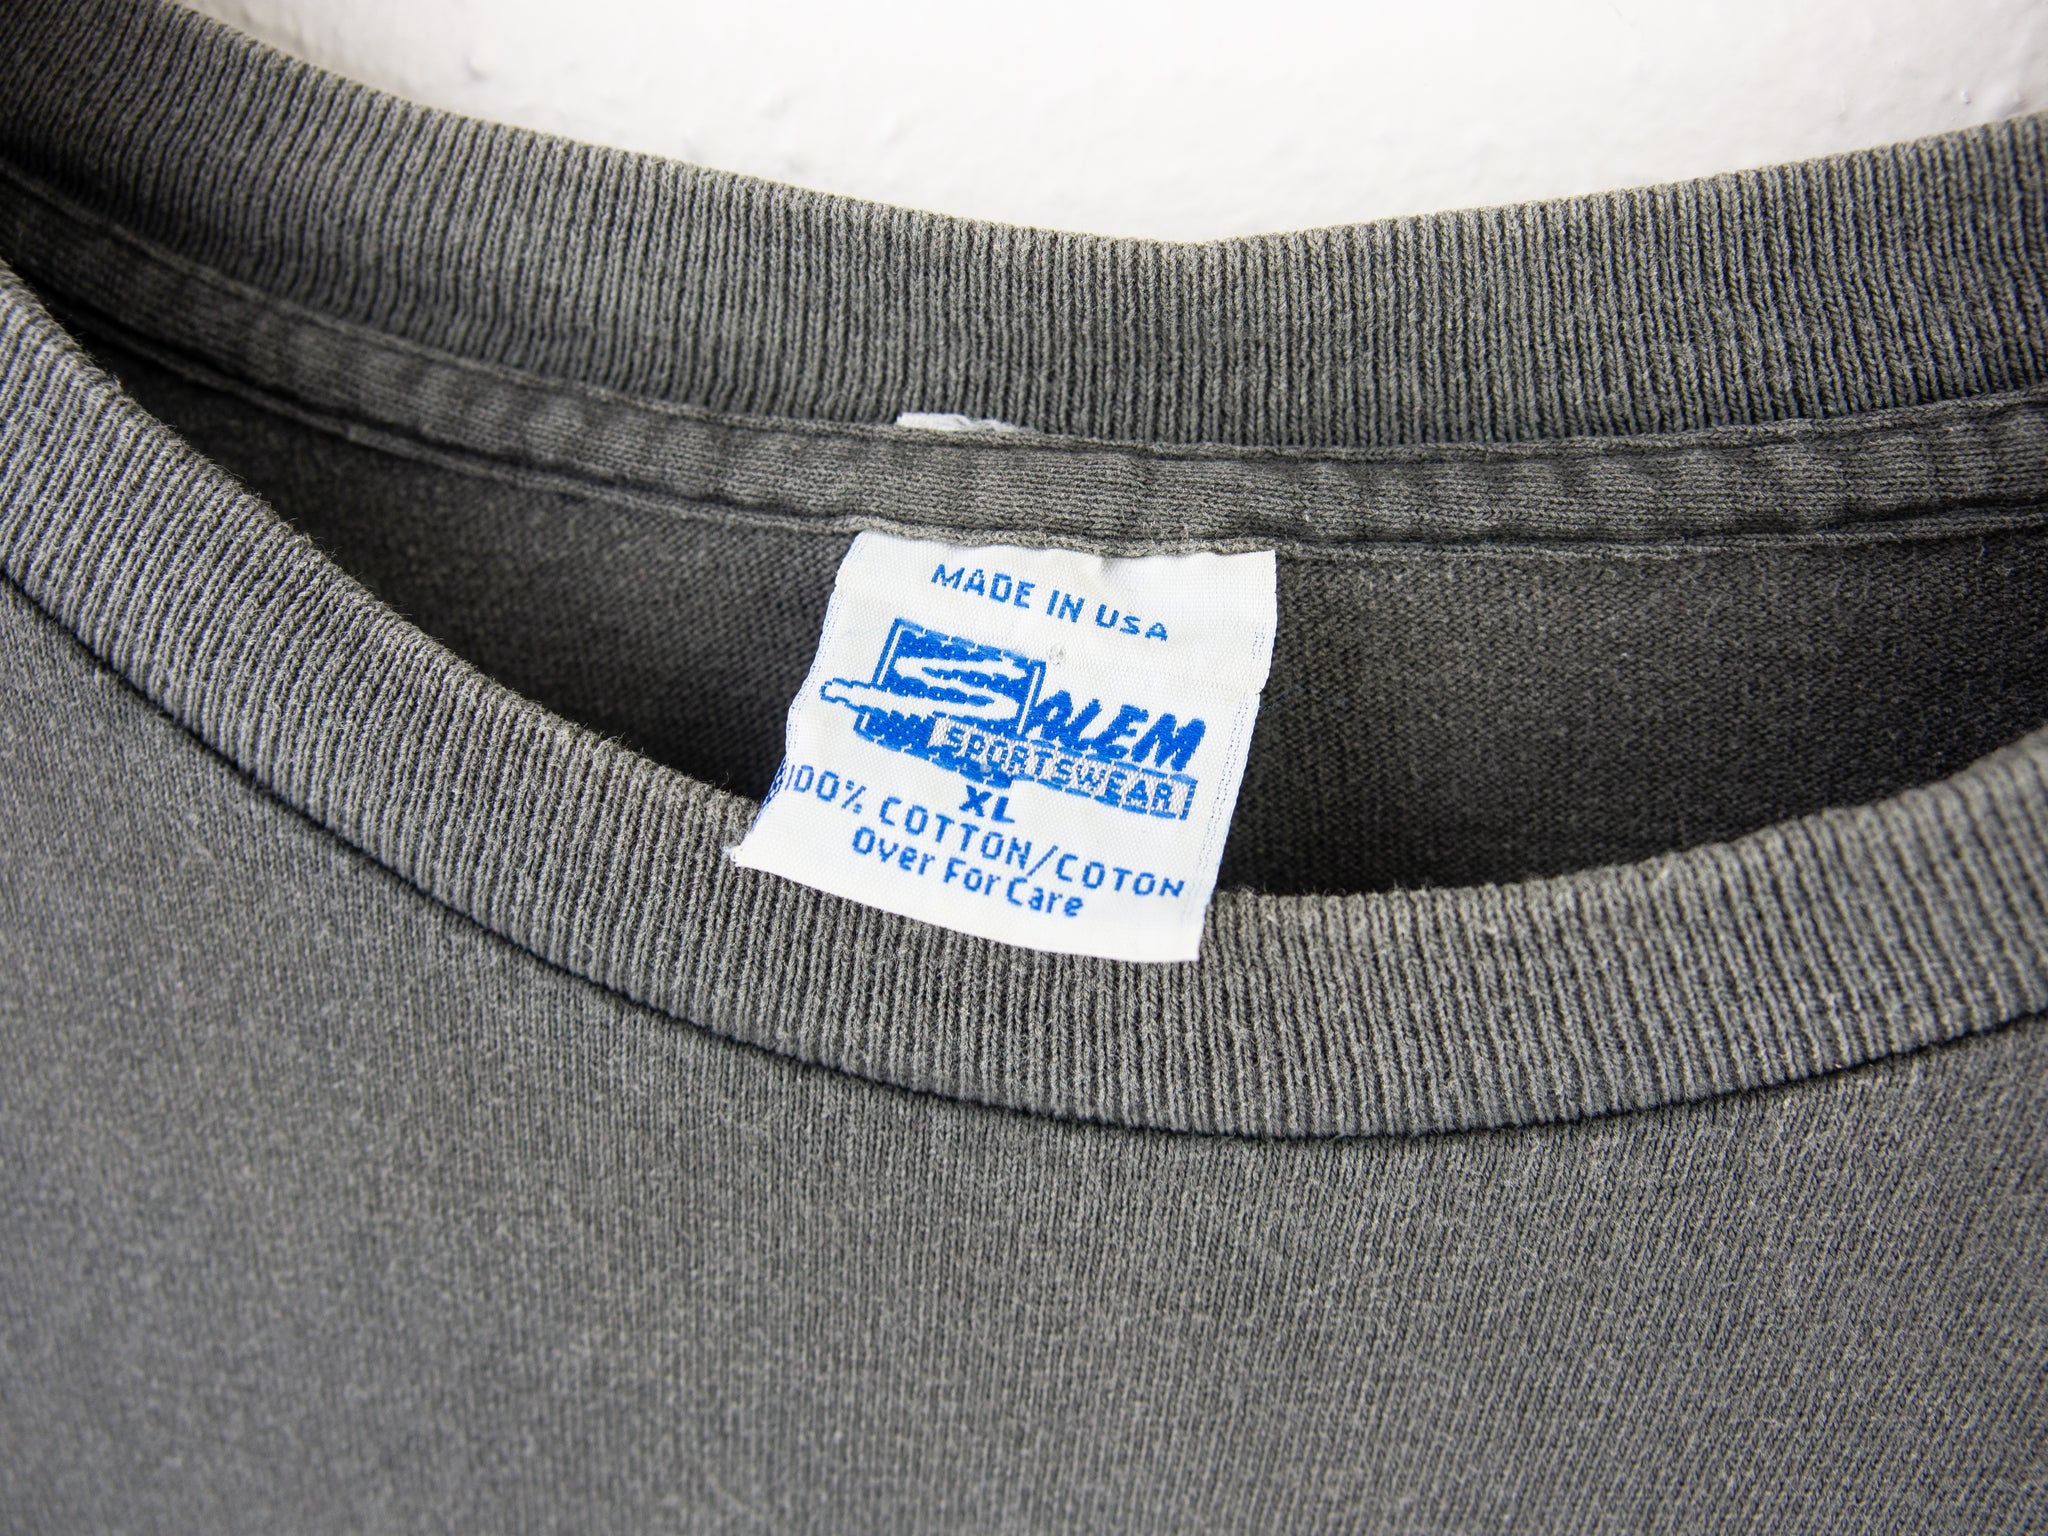 MADE IN USA
SALEM
SPORTSWEAR
XL
100% COTTON/COTON
Over For Care